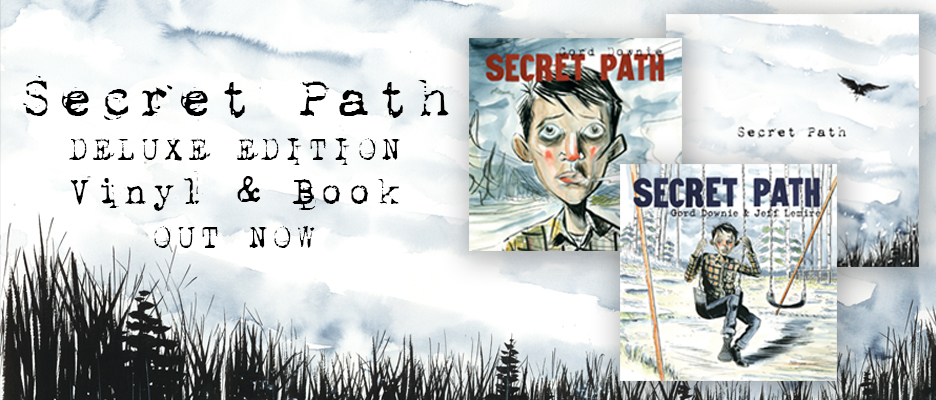 Secret Path
DELUXE EDITION
Vinyl & Book
OUT NOW
Gord Downie
SECRET PATH
Secret Path
SECRET PATH
Gord Downie & Jeff Lemire